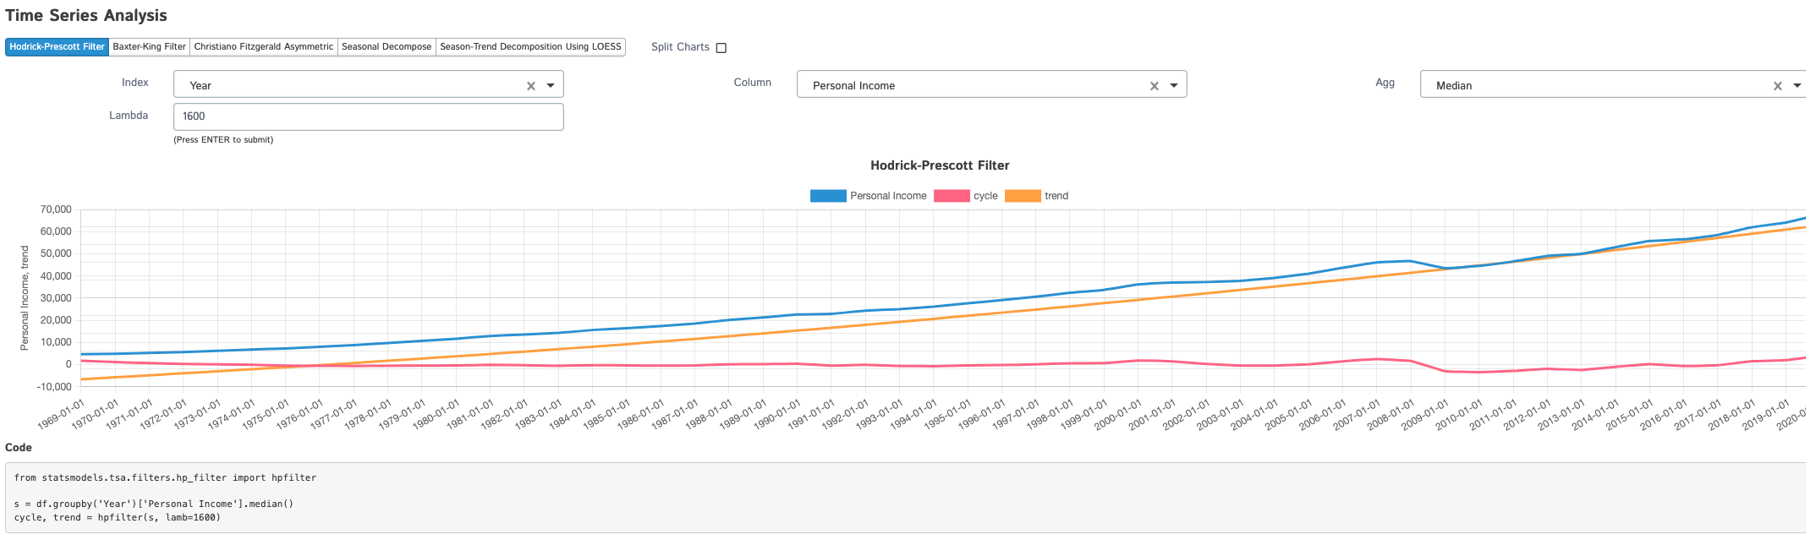 Time Series Analysis
Hodrick-Prescott Filter Baxter-King Filter Christiano Fitzgerald Asymmetric Seasonal Decompose Season-Trend Decomposition Using LOESS Split Charts
Index Year Column Personal Income Agg Median
Lambda 1600
(Press ENTER to submit)
Hodrick-Prescott Filter
Personal Income cycle trend
Personal Income, trend
70,000
60,000
50,000
40,000
30,000
20,000
10,000
0
-10,000
1969-01-01 1970-01-01 1971-01-01 1972-01-01 1973-01-01 1974-01-01 1975-01-01 1976-01-01 1977-01-01 1978-01-01 1979-01-01 1980-01-01 1981-01-01 1982-01-01 1983-01-01 1984-01-01 1985-01-01 1986-01-01 1987-01-01 1988-01-01 1989-01-01 1990-01-01 1991-01-01 1992-01-01 1993-01-01 1994-01-01 1995-01-01 1996-01-01 1997-01-01 1998-01-01 1999-01-01 2000-01-01 2001-01-01 2002-01-01 2003-01-01 2004-01-01 2005-01-01 2006-01-01 2007-01-01 2008-01-01 2009-01-01 2010-01-01 2011-01-01 2012-01-01 2013-01-01 2014-01-01 2015-01-01 2016-01-01 2017-01-01 2018-01-01 2019-01-01 2020-0
Code
from statsmodels.tsa.filters.hp_filter import hpfilter
s = df.groupby('Year')['Personal Income'].median()
cycle, trend = hpfilter(s, lamb=1600)